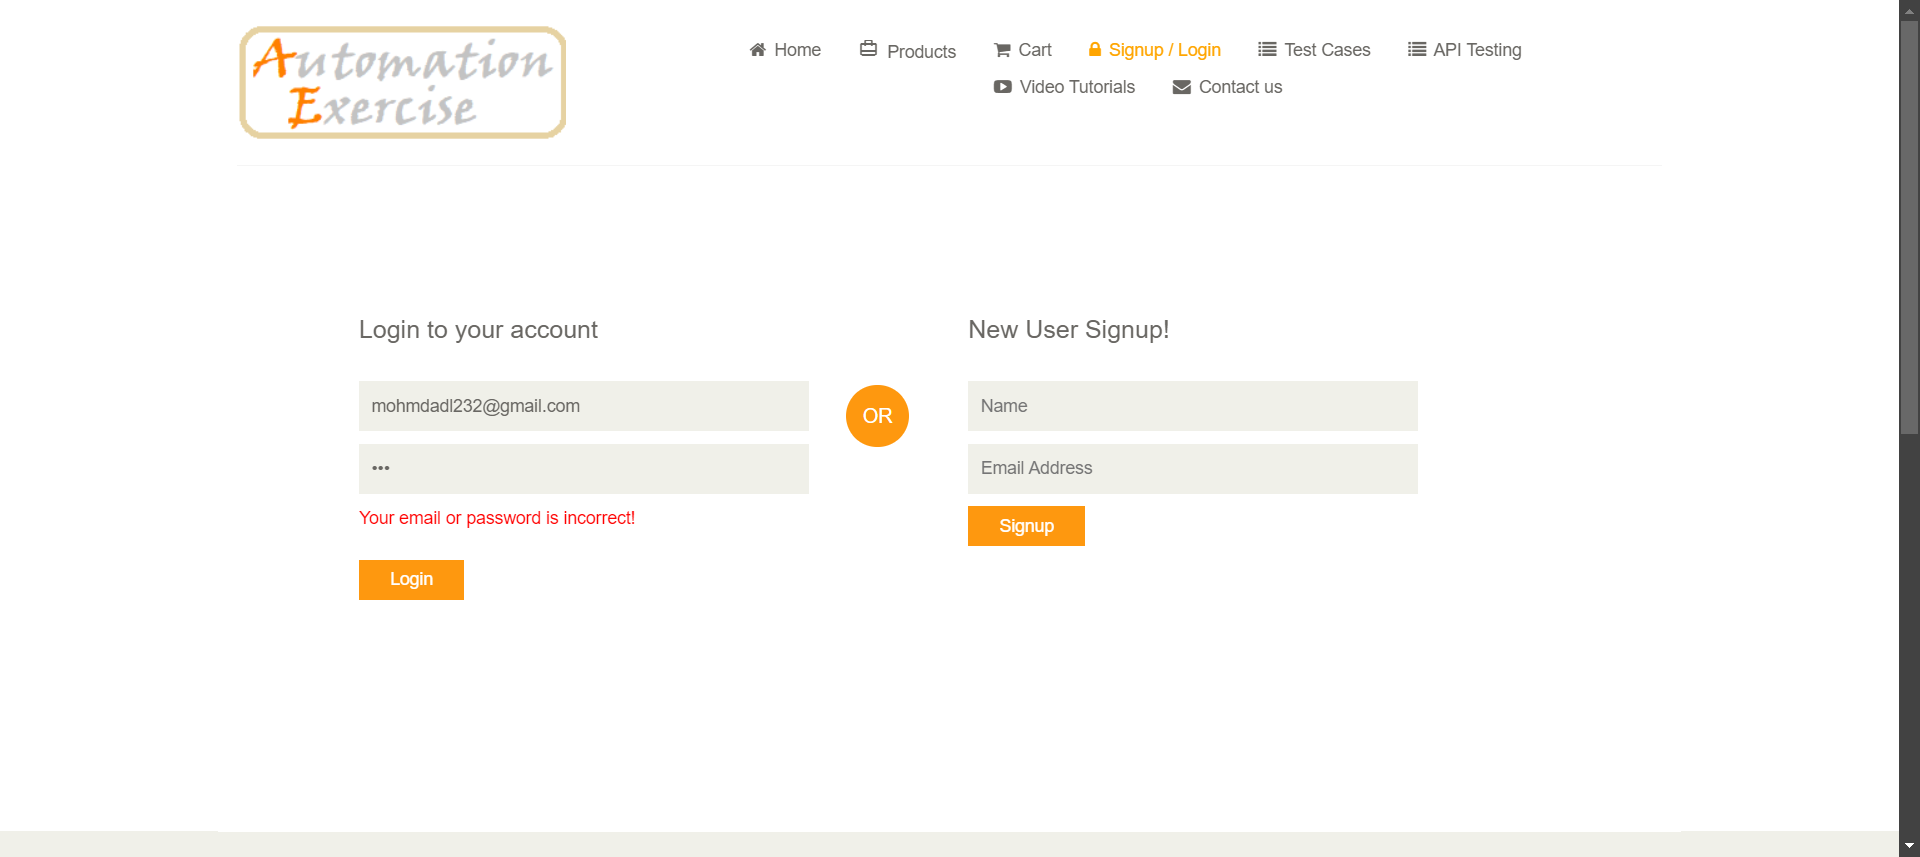 Automation
Exercise
Home Products Cart Signup / Login Test Cases API Testing
Video Tutorials Contact us
Login to your account
mohmdadl232@gmail.com
•••
Your email or password is incorrect!
Login
OR
New User Signup!
Name
Email Address
Signup